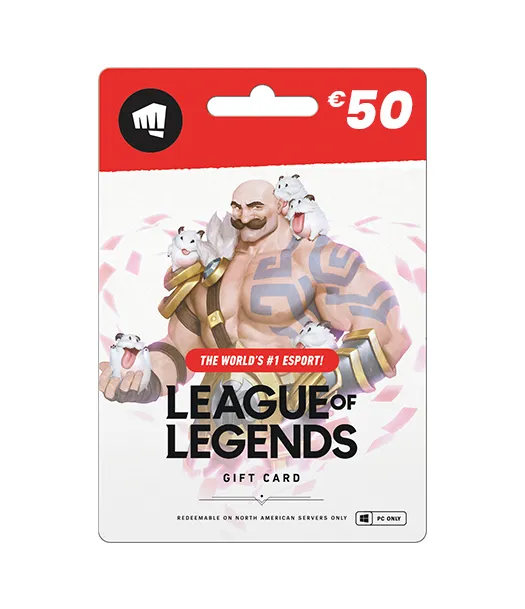 €50
THE WORLD'S #1 ESPORT!
LEAGUE OF
LEGENDS
GIFT CARD
REDEEMABLE ON NORTH AMERICAN SERVERS ONLY PC ONLY